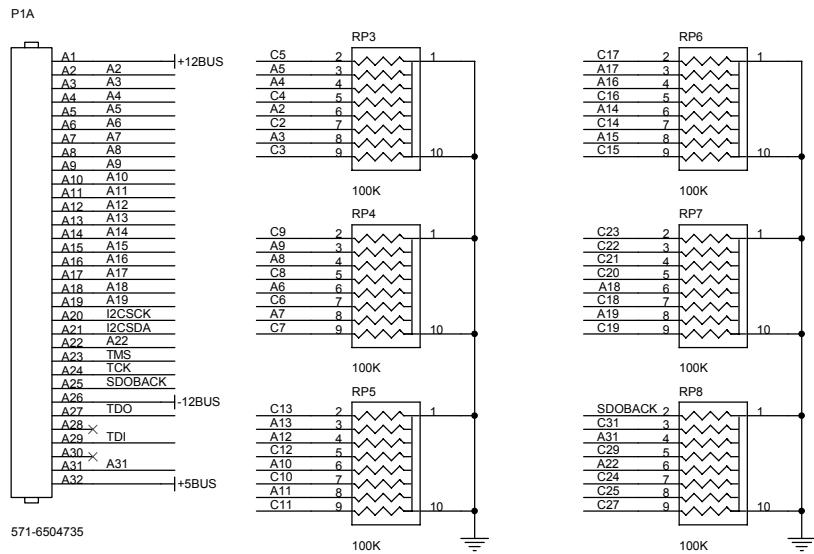 P1A
A1 +12BUS
A2 A2
A3 A3
A4 A4
A5 A5
A6 A6
A7 A7
A8 A8
A9 A9
A10 A10
A11 A11
A12 A12
A13 A13
A14 A14
A15 A15
A16 A16
A17 A17
A18 A18
A19 A19
A20 I2CSCK
A21 I2CSDA
A22 A22
A23 TMS
A24 TCK
A25 SDOBACK
A26 -12BUS
A27 TDO
A28
A29 TDI
A30
A31 A31
A32 +5BUS
571-6504735
RP3
C5 2 1
A5 3
A4 4
C4 5
A2 6
C2 7
A3 8
C3 9 10
100K
RP4
C9 2 1
A9 3
A8 4
C8 5
A6 6
C6 7
A7 8
C7 9 10
100K
RP5
C13 2 1
A13 3
A12 4
C12 5
A10 6
C10 7
A11 8
C11 9 10
100K
RP6
C17 2 1
A17 3
A16 4
C16 5
A14 6
C14 7
A15 8
C15 9 10
100K
RP7
C23 2 1
C22 3
C21 4
C20 5
A18 6
C18 7
A19 8
C19 9 10
100K
RP8
SDOBACK 2 1
C31 3
A31 4
C29 5
A22 6
C24 7
C25 8
C27 9 10
100K